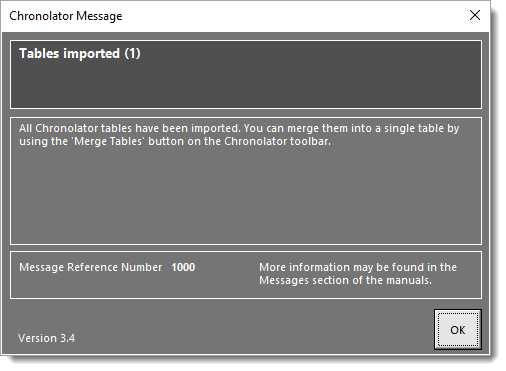 Chronolator Message
Tables imported (1)
All Chronolator tables have been imported. You can merge them into a single table by
using the 'Merge Tables' button on the Chronolator toolbar.
Message Reference Number 1000
More information may be found in the
Messages section of the manuals.
Version 3.4
OK